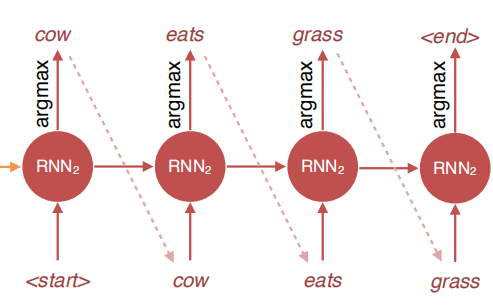 cow eats grass <end>
argmax argmax argmax argmax
RNN2 RNN2 RNN2 RNN2
<start> cow eats grass